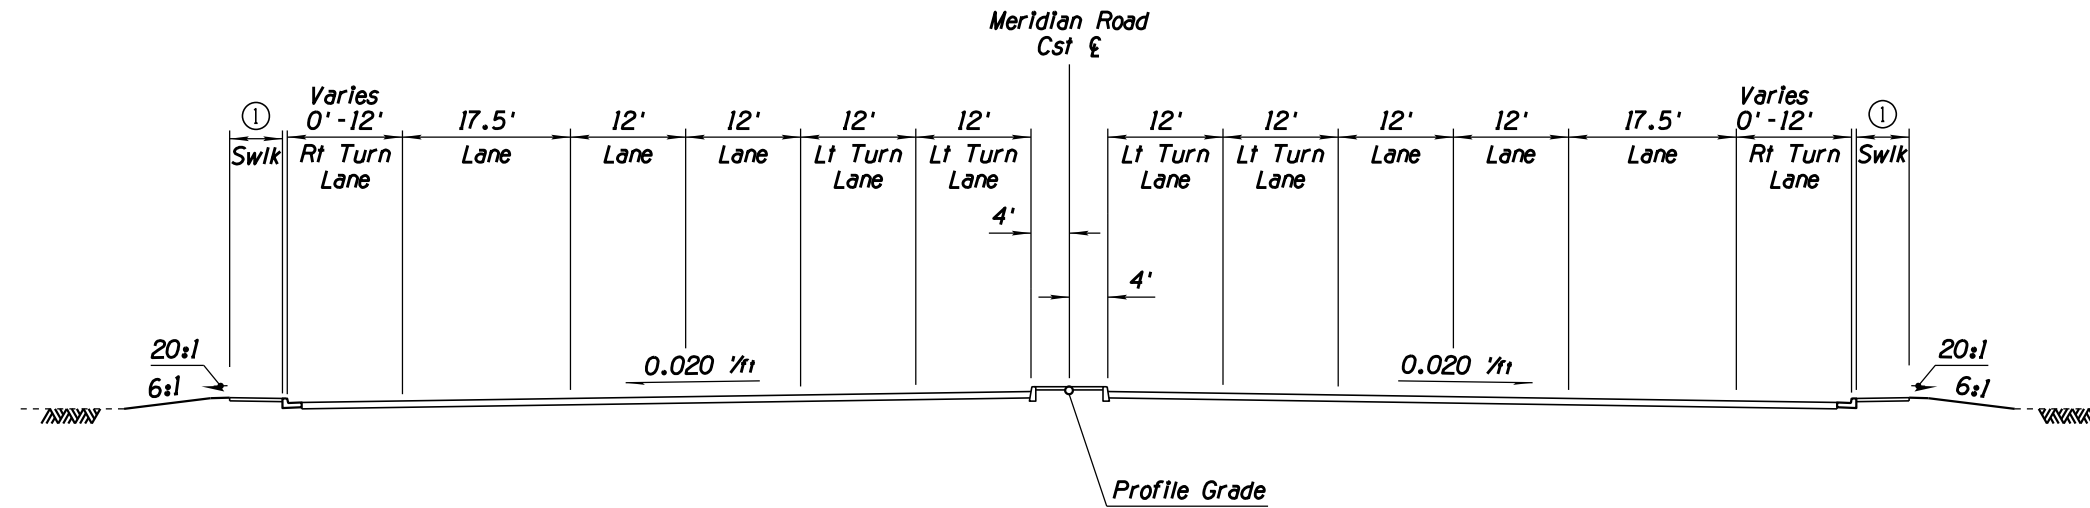 Meridian Road
Cst ℄
Varies
0' -12'
17.5'
12'
12'
12'
12'
12'
12'
12'
12'
17.5'
Varies
0' -12'
1
1
Swlk
Rt Turn
Lane
Lane
Lane
Lane
Lt Turn
Lane
Lt Turn
Lane
Lt Turn
Lane
Lt Turn
Lane
Lane
Lane
Lane
Rt Turn
Lane
Swlk
4'
4'
20:1
6:1
0.020 '/ft
0.020 '/ft
20:1
6:1
Profile Grade